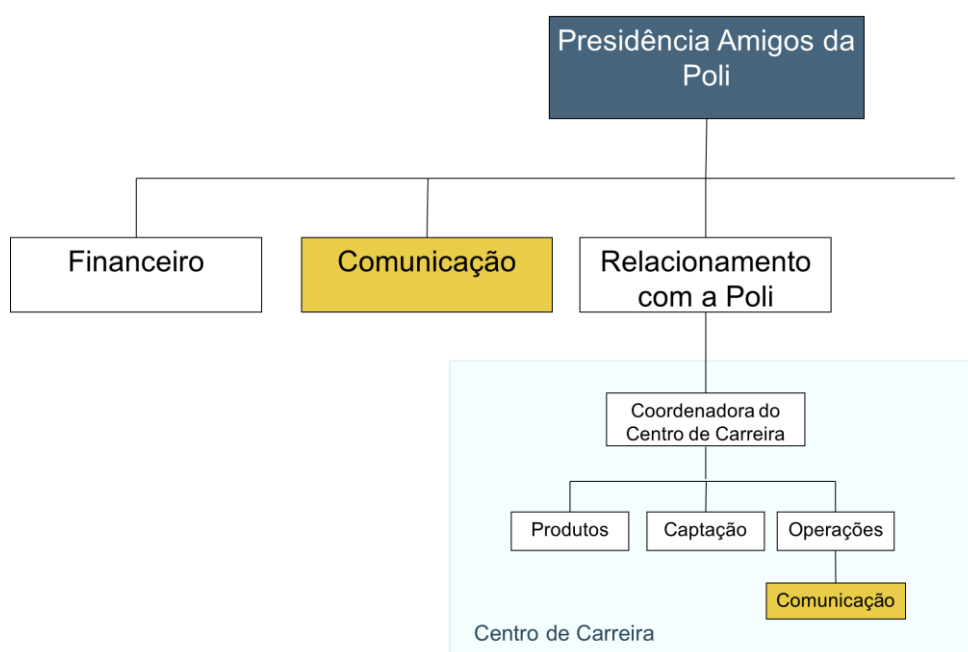 Presidência Amigos da
Poli
Financeiro
Comunicação
Relacionamento
com a Poli
Coordenadora do
Centro de Carreira
Produtos
Captação
Operações
Comunicação
Centro de Carreira